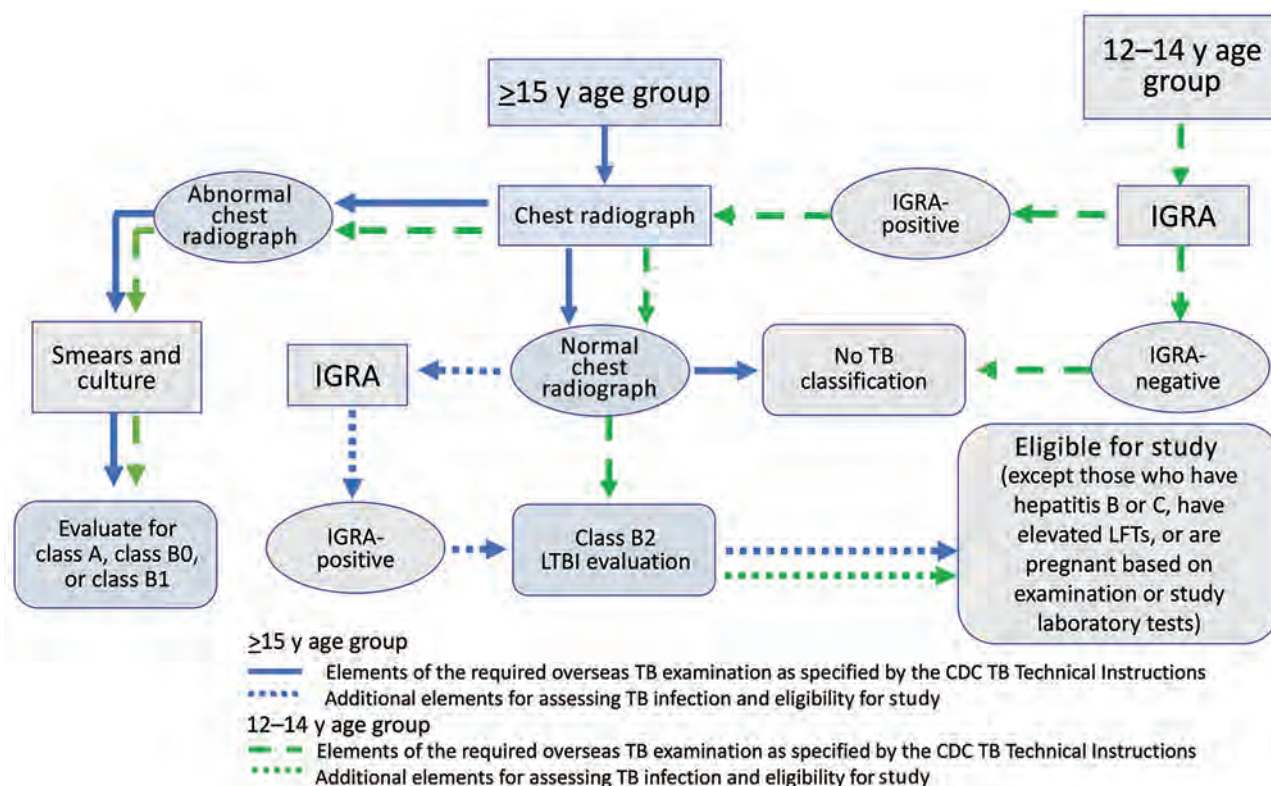 ≥15 y age group
12–14 y age
group
Abnormal
chest
radiograph
Chest radiograph
IGRA-
positive
IGRA
Smears and
culture
IGRA
Normal
chest
radiograph
No TB
classification
IGRA-
negative
Evaluate for
class A, class B0,
or class B1
IGRA-
positive
Class B2
LTBI evaluation
Eligible for study
(except those who have
hepatitis B or C, have
elevated LFTs, or are
pregnant based on
examination or study
laboratory tests)
≥15 y age group
Elements of the required overseas TB examination as specified by the CDC TB Technical Instructions
Additional elements for assessing TB infection and eligibility for study
12–14 y age group
Elements of the required overseas TB examination as specified by the CDC TB Technical Instructions
Additional elements for assessing TB infection and eligibility for study